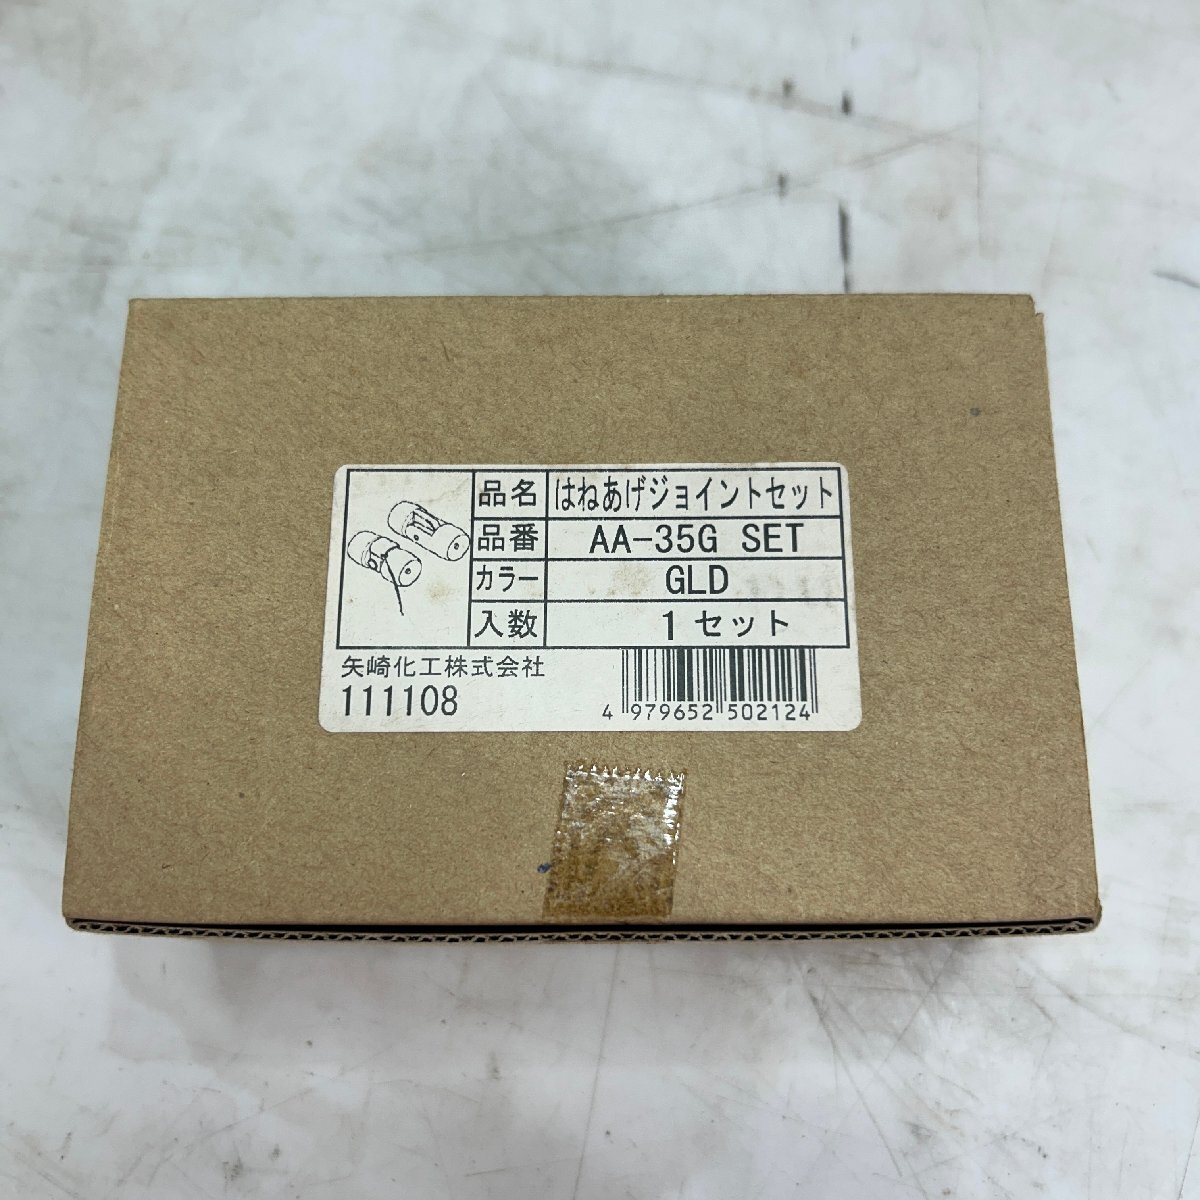 品名 はねあげジョイントセット
品番 AA-35G SET
カラー GLD
入数 1セット
矢崎化工株式会社
111108
4 979652 502124